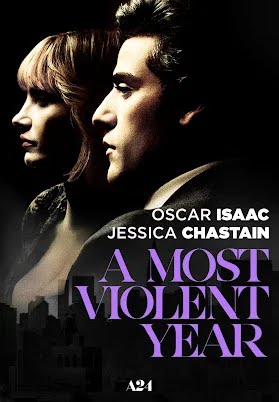 OSCAR ISAAC
JESSICA CHASTAIN
A MOST
VIOLENT
YEAR
A24